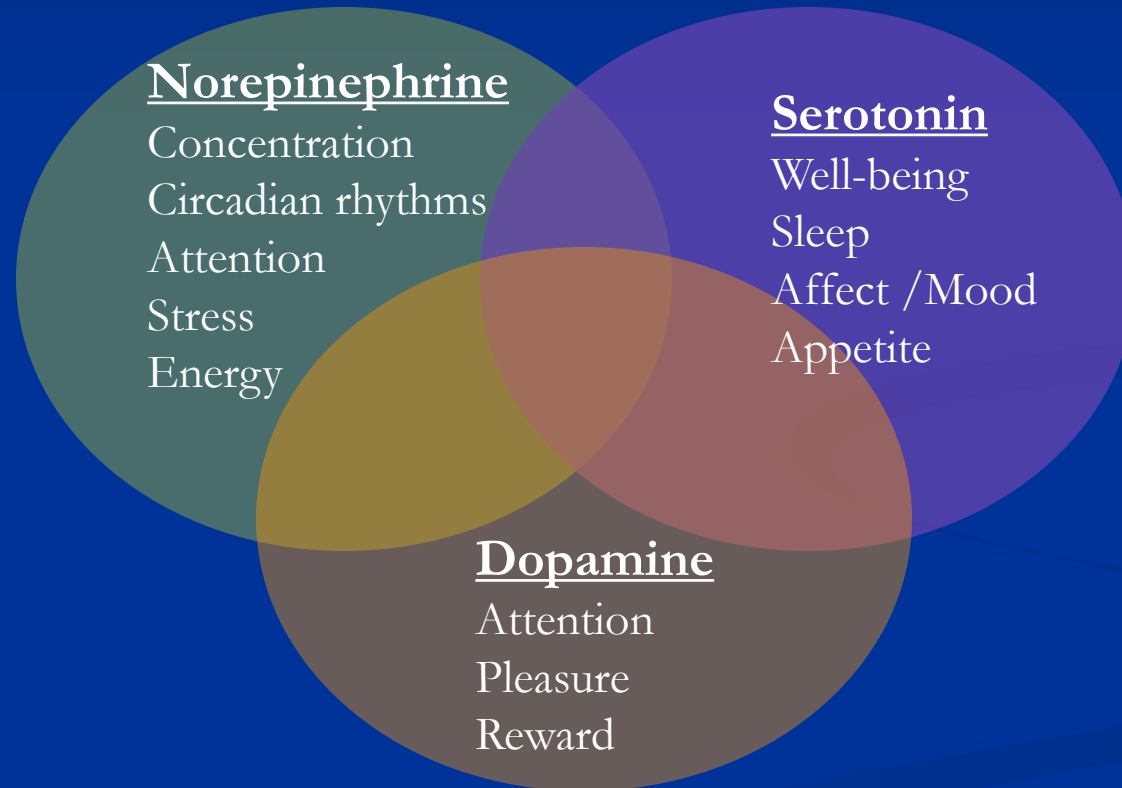 Norepinephrine
Concentration
Circadian rhythms
Attention
Stress
Energy
Serotonin
Well-being
Sleep
Affect /Mood
Appetite
Dopamine
Attention
Pleasure
Reward